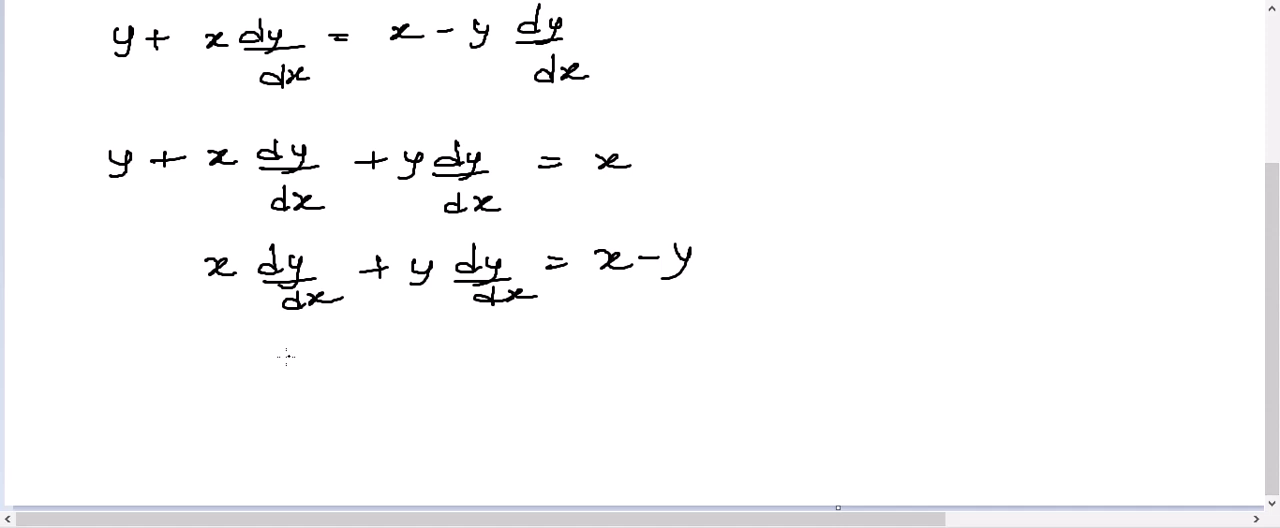 y + x dy/dx = x - y dy/dx
y + x dy/dx + y dy/dx = x
x dy/dx + y dy/dx = x - y